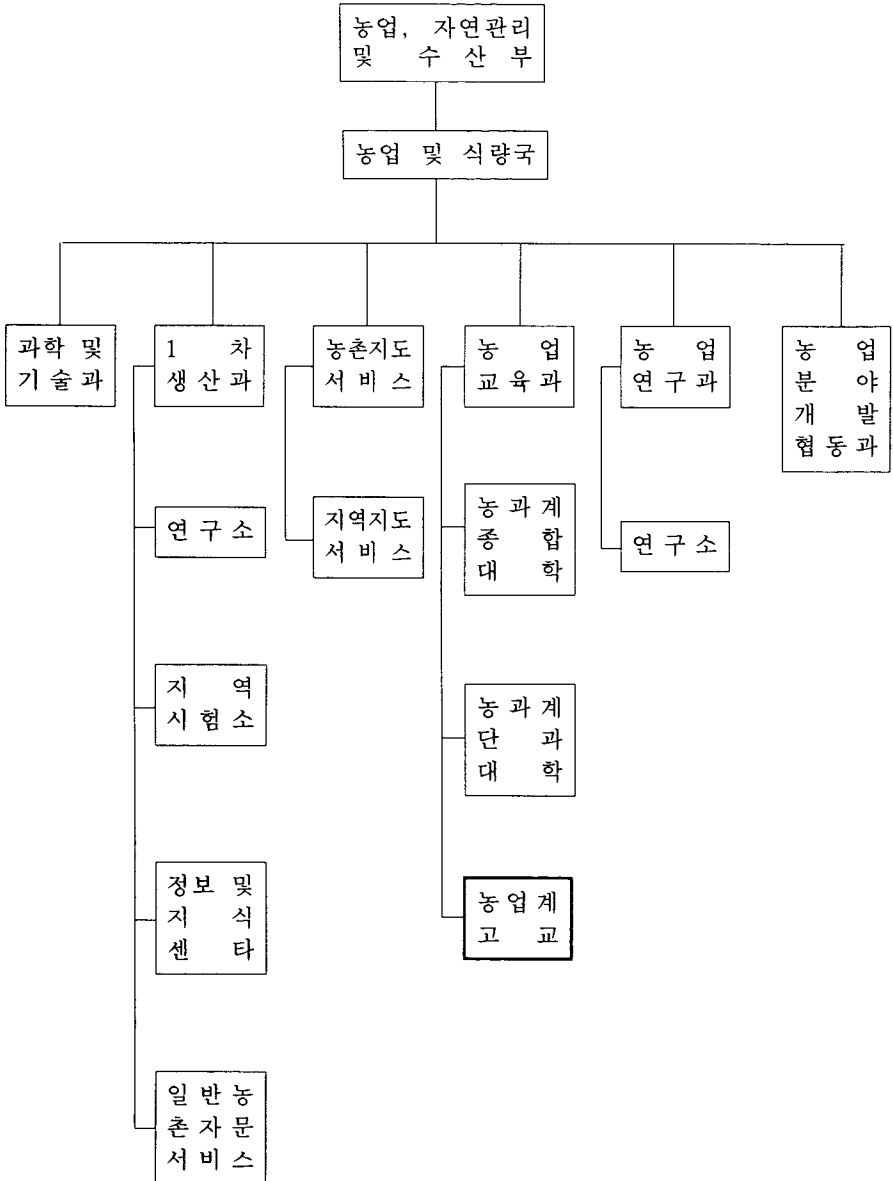 농업, 자연관리
및 수산부
농업 및 식량국
과학 및
기술과
1 차
생산과
농촌지도
서비스
농 업
교육과
농 업
연구과
농 업
분 야
개 발
협동과
연구소
지역지도
서비스
농과계
종 합
대 학
연구소
지 역
시험소
농과계
단 과
대 학
정보 및
지 식
센 타
농업계
고 교
일반농
촌자문
서비스